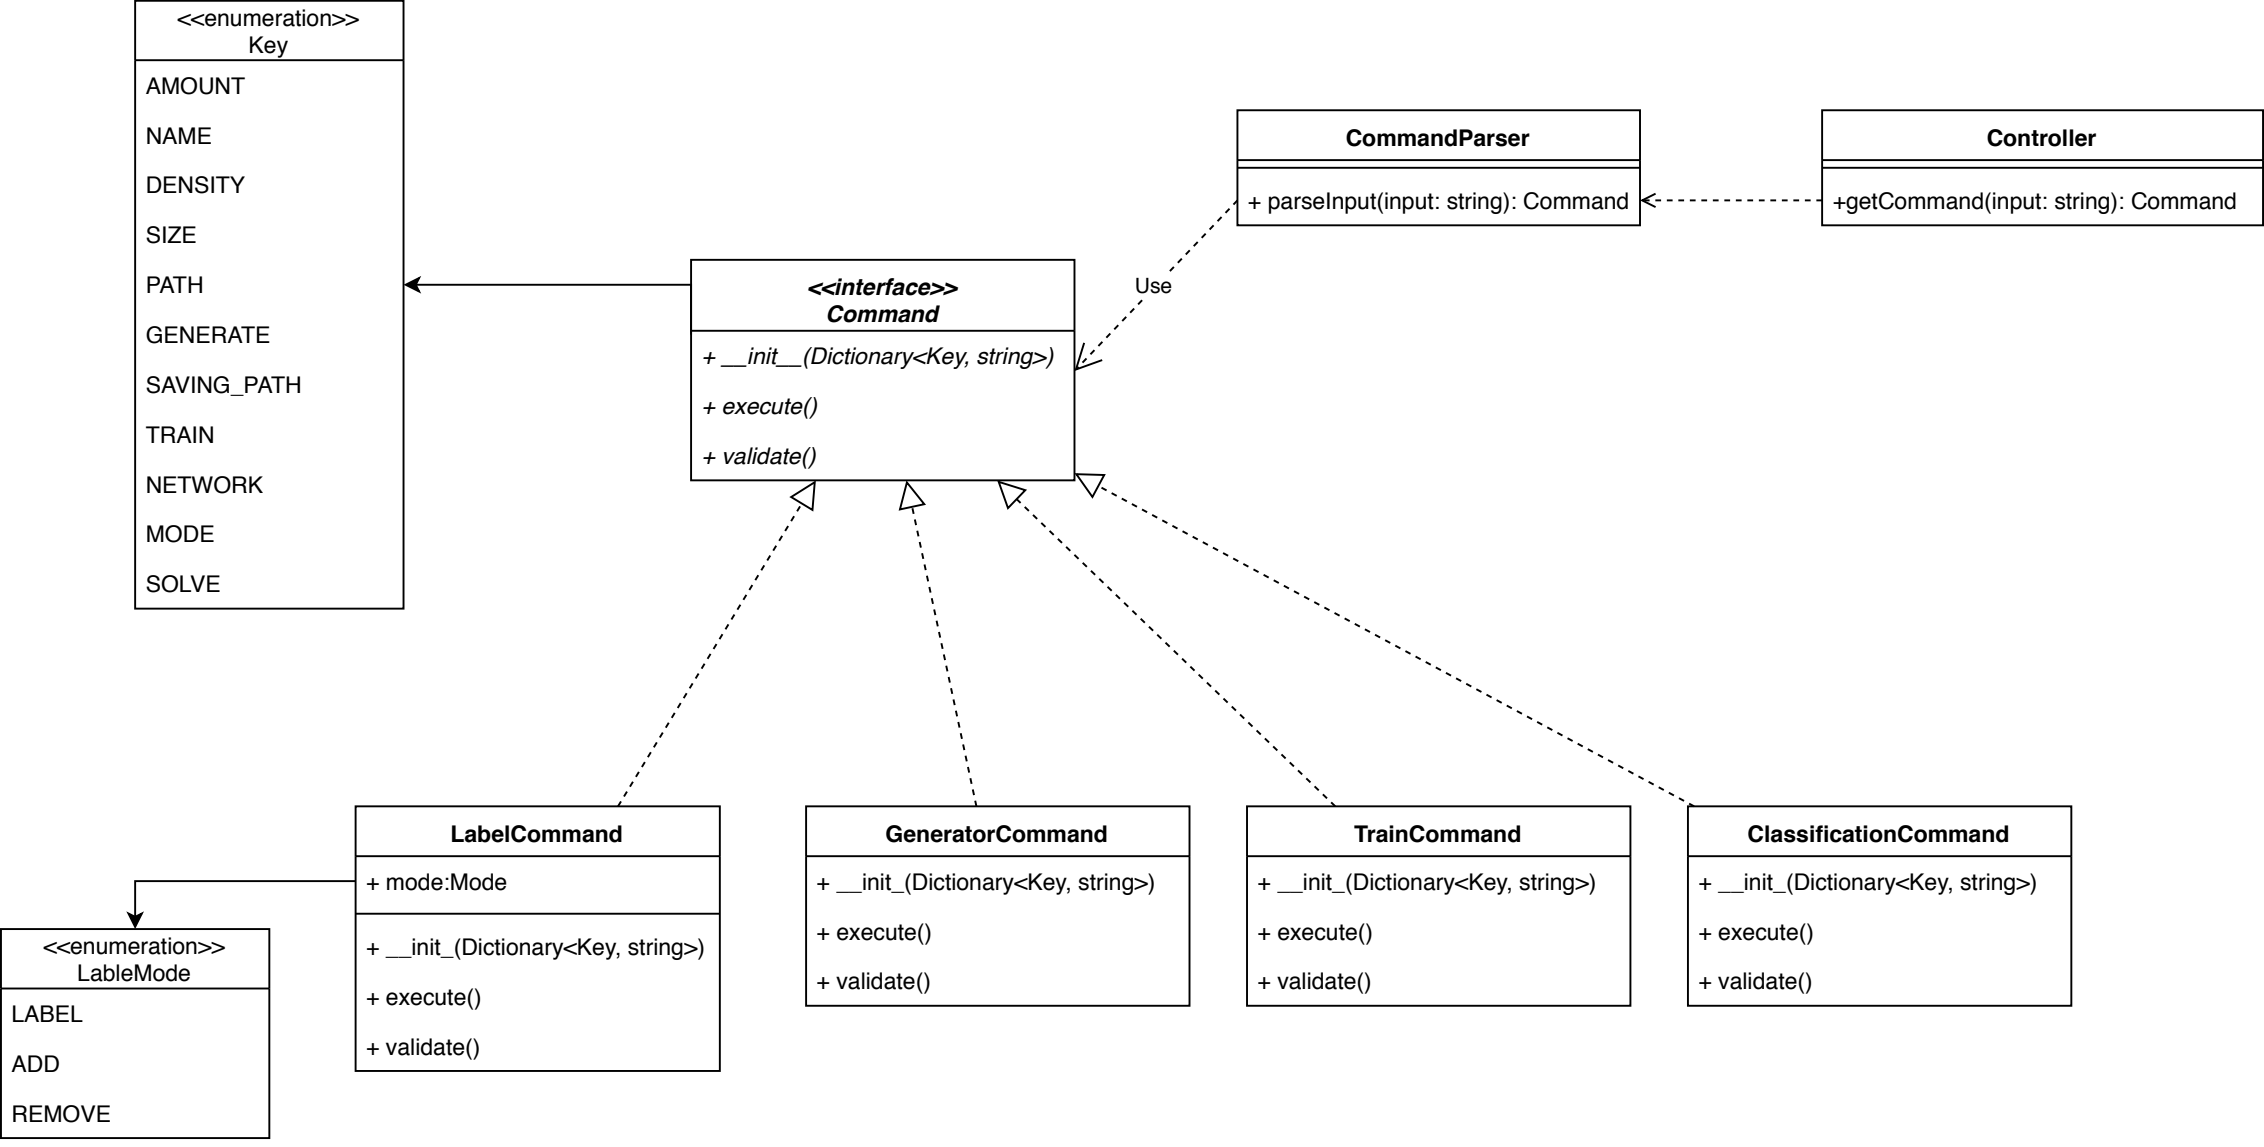 <<enumeration>>
Key
AMOUNT
NAME
DENSITY
SIZE
PATH
GENERATE
SAVING_PATH
TRAIN
NETWORK
MODE
SOLVE
CommandParser
+ parseInput(input: string): Command
Controller
+getCommand(input: string): Command
Use
<<interface>>
Command
+ __init__(Dictionary<Key, string>)
+ execute()
+ validate()
LabelCommand
+ mode:Mode
+ __init_(Dictionary<Key, string>)
+ execute()
+ validate()
GeneratorCommand
+ __init_(Dictionary<Key, string>)
+ execute()
+ validate()
TrainCommand
+ __init_(Dictionary<Key, string>)
+ execute()
+ validate()
ClassificationCommand
+ __init_(Dictionary<Key, string>)
+ execute()
+ validate()
<<enumeration>>
LableMode
LABEL
ADD
REMOVE